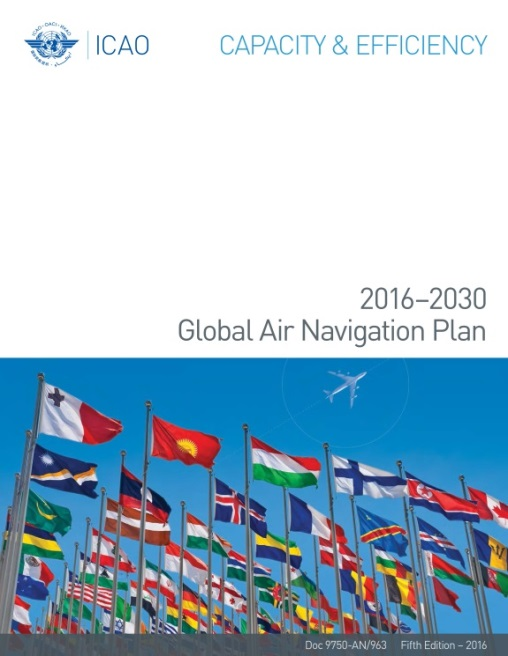 ICAO
CAPACITY & EFFICIENCY
2016–2030
Global Air Navigation Plan
Doc 9750-AN/963 Fifth Edition – 2016